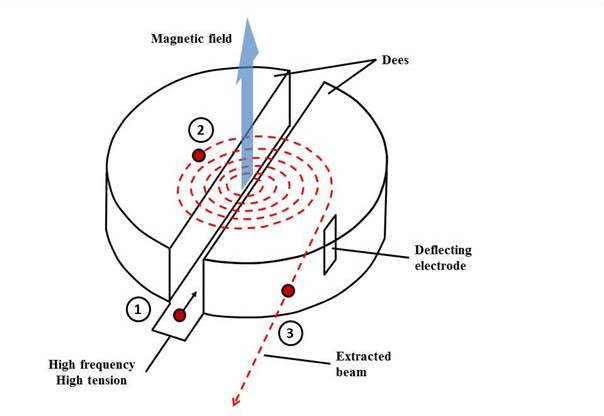 Magnetic field
Dees
2
Deflecting
electrode
1
3
High frequency
High tension
Extracted
beam